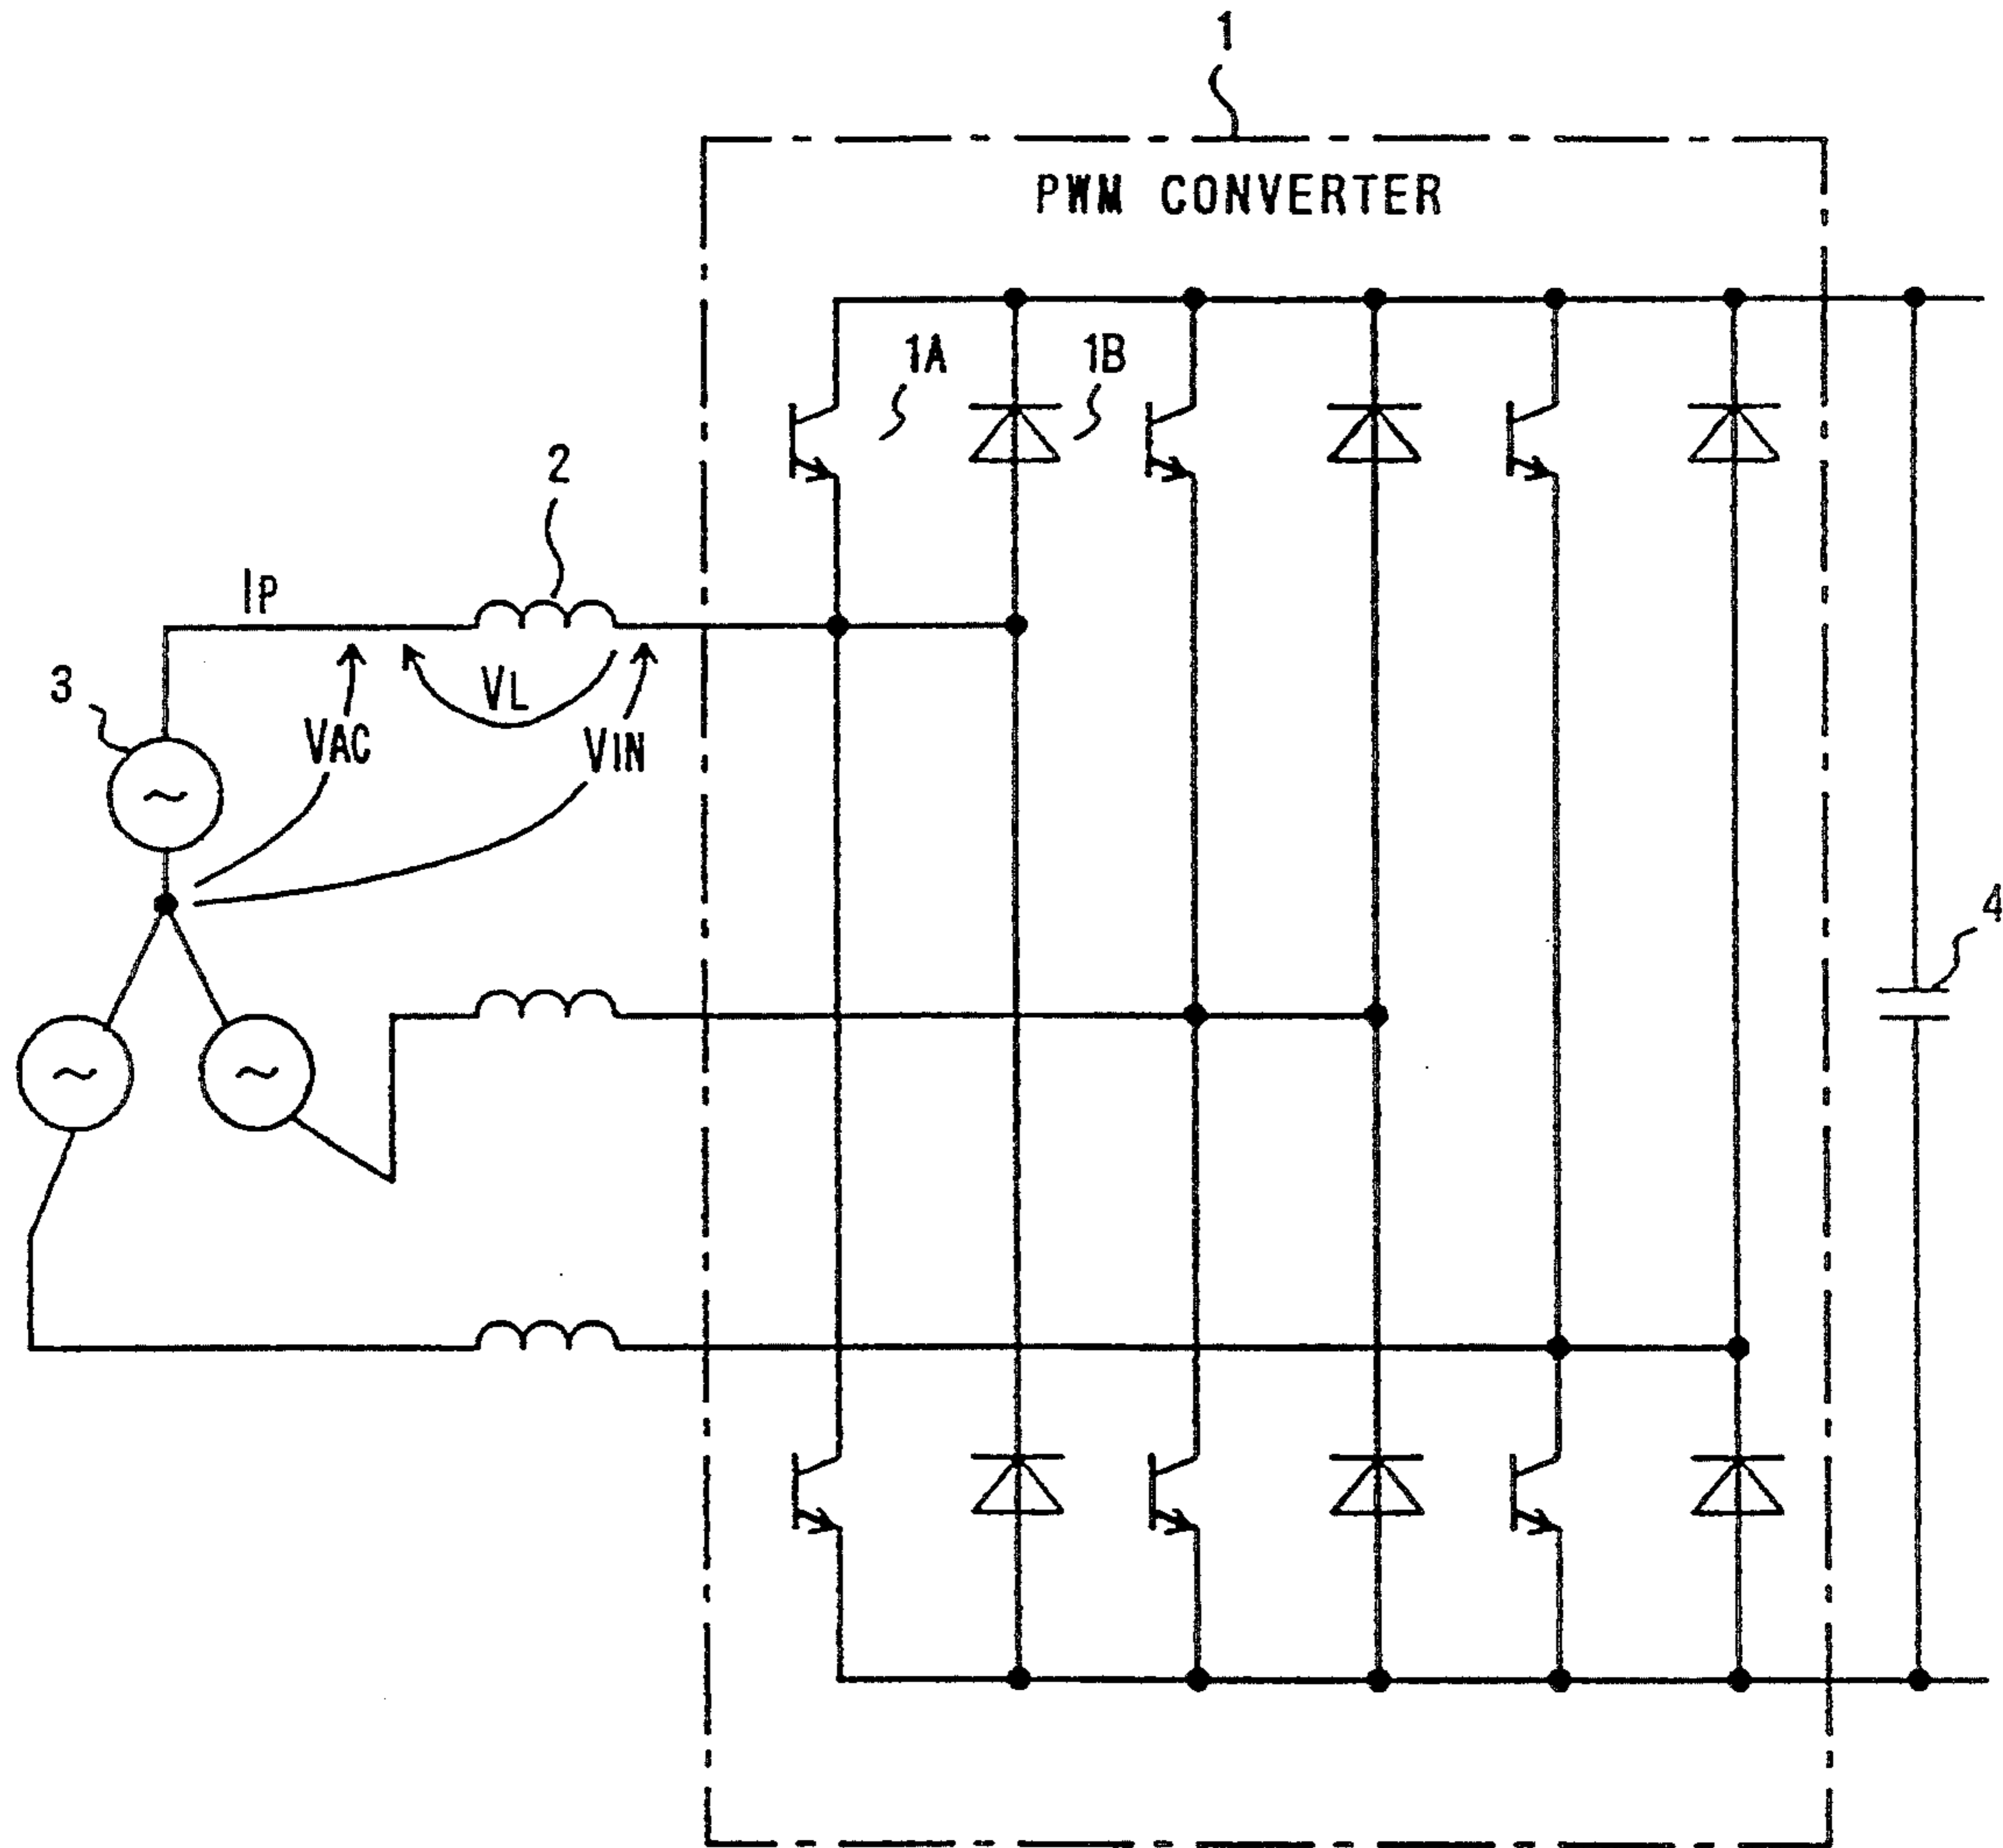 1
PWM CONVERTER
1A
1B
2
IP
3
VL
VAC
VIN
4